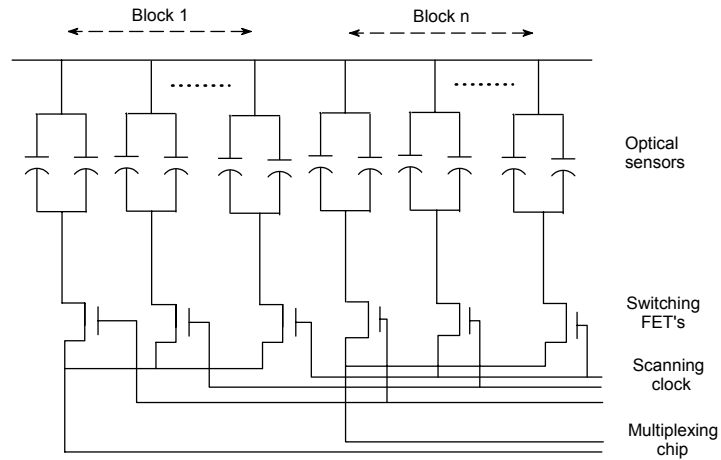 Block 1
Block n
Optical
sensors
Switching
FET's
Scanning
clock
Multiplexing
chip